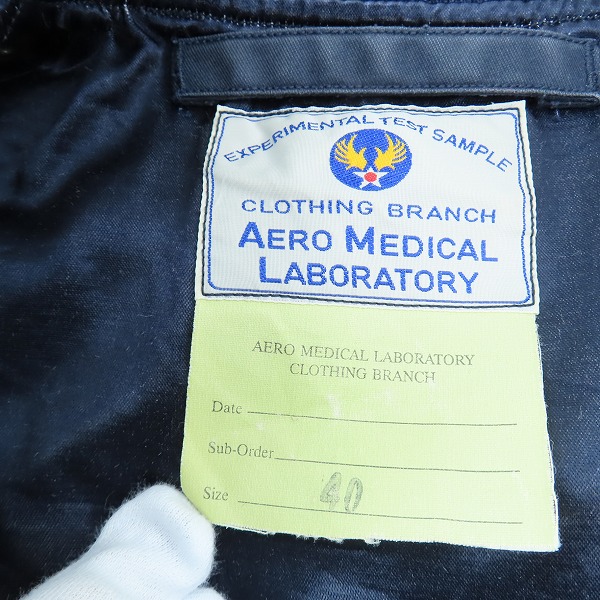 EXPERIMENTAL TEST SAMPLE
CLOTHING BRANCH
AERO MEDICAL
LABORATORY
AERO MEDICAL LABORATORY
CLOTHING BRANCH
Date
Sub-Order
Size 40